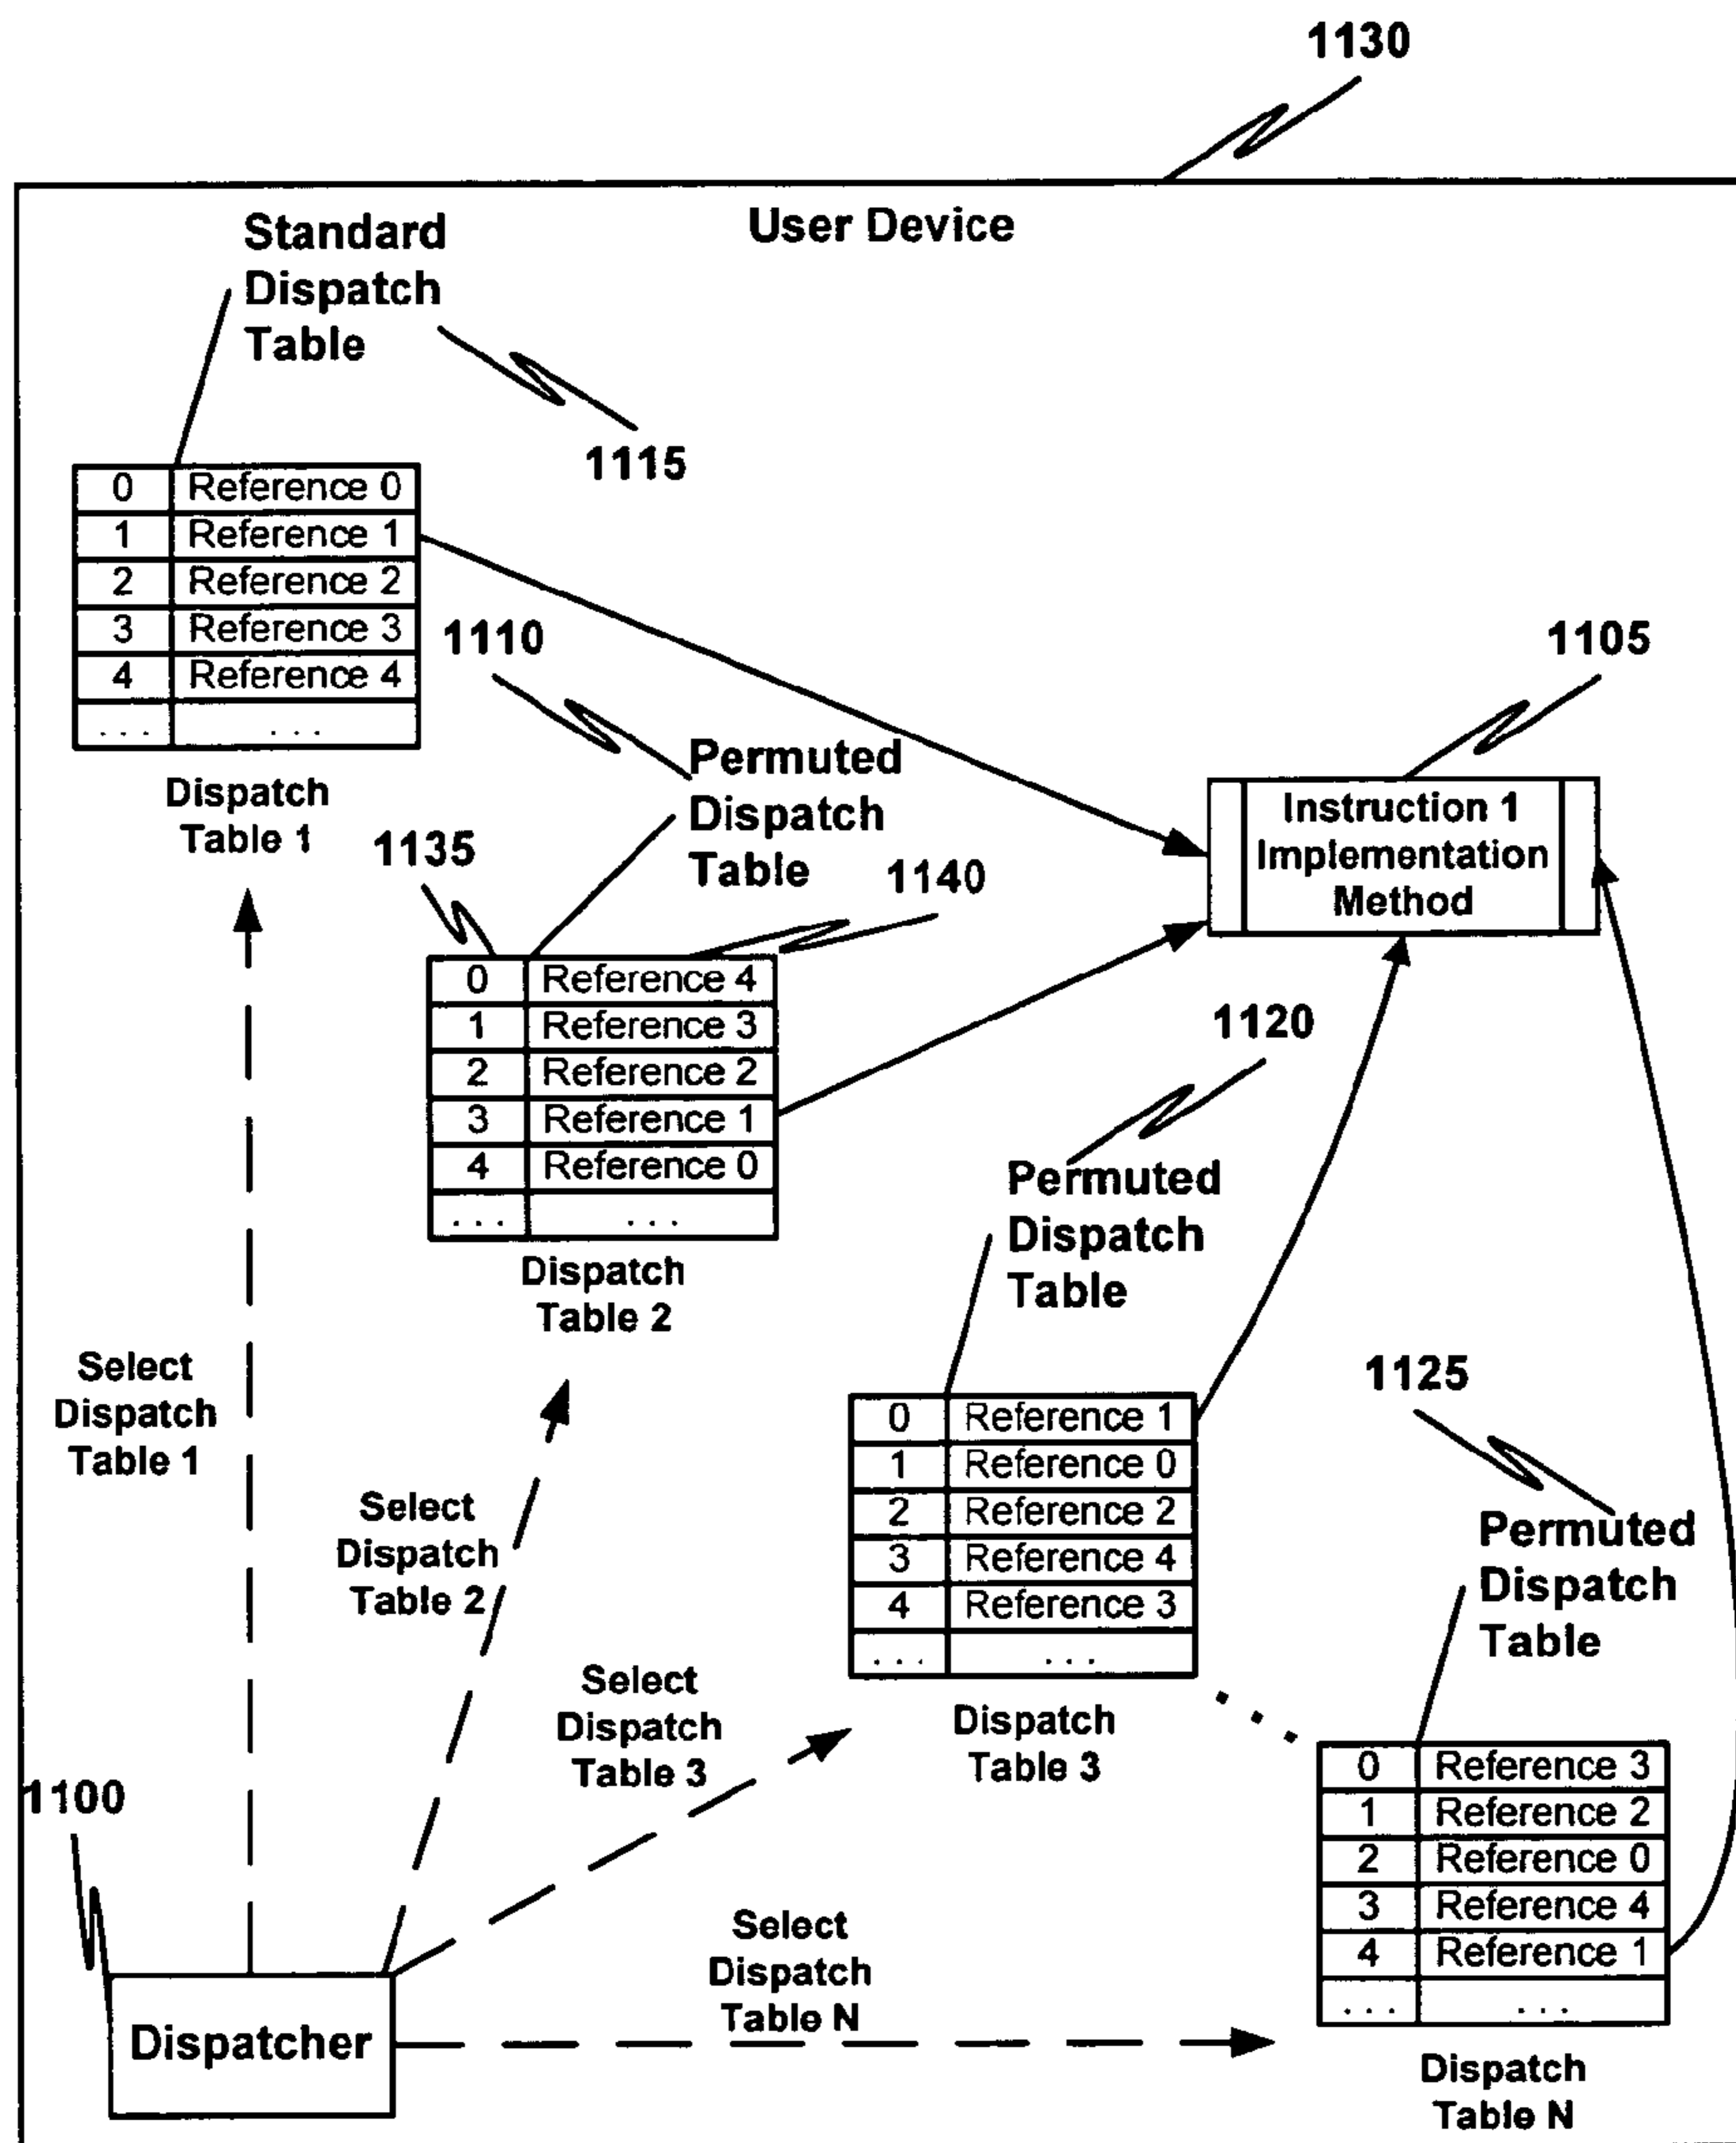 1130
User Device
Standard
Dispatch
Table
1115
0 Reference 0
1 Reference 1
2 Reference 2
3 Reference 3
4 Reference 4
... ...
Dispatch
Table 1
1110
Permuted
Dispatch
Table
1135
1140
0 Reference 4
1 Reference 3
2 Reference 2
3 Reference 1
4 Reference 0
... ...
Dispatch
Table 2
1105
Instruction 1
Implementation
Method
1120
Permuted
Dispatch
Table
0 Reference 1
1 Reference 0
2 Reference 2
3 Reference 4
4 Reference 3
... ...
Dispatch
Table 3
1125
Permuted
Dispatch
Table
0 Reference 3
1 Reference 2
2 Reference 0
3 Reference 4
4 Reference 1
... ...
Dispatch
Table N
Select
Dispatch
Table 1
Select
Dispatch
Table 2
Select
Dispatch
Table 3
Select
Dispatch
Table N
1100
Dispatcher